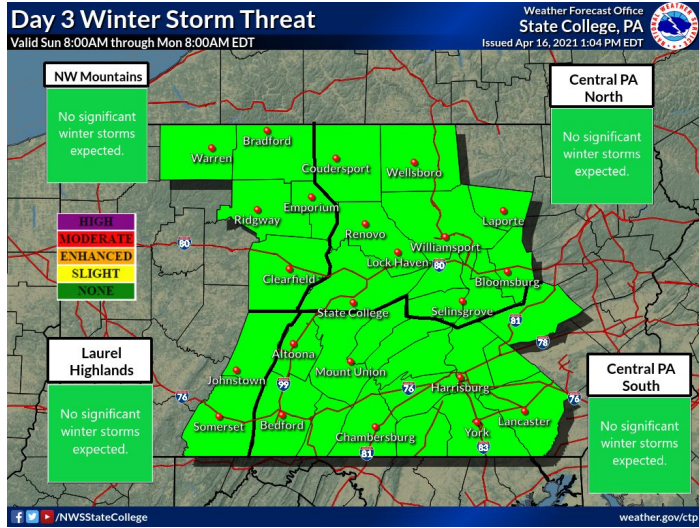 Day 3 Winter Storm Threat
Valid Sun 8:00AM through Mon 8:00AM EDT
Weather Forecast Office
State College, PA
Issued Apr 16, 2021 1:04 PM EDT
NW Mountains
No significant
winter storms
expected.
Central PA
North
No significant
winter storms
expected.
Bradford
Warren
Coudersport
Wellsboro
Emporium
Ridgway
Renovo
Laporte
Williamsport
Lock Haven
80
80
Clearfield
Bloomsburg
State College
Selinsgrove
81
78
HIGH
MODERATE
ENHANCED
SLIGHT
NONE
Laurel
Highlands
No significant
winter storms
expected.
Altoona
Johnstown
Mount Union
99
76
76
Harrisburg
76
Somerset
Bedford
Chambersburg
York
Lancaster
81
83
Central PA
South
No significant
winter storms
expected.
/NWSStateCollege
weather.gov/ctp